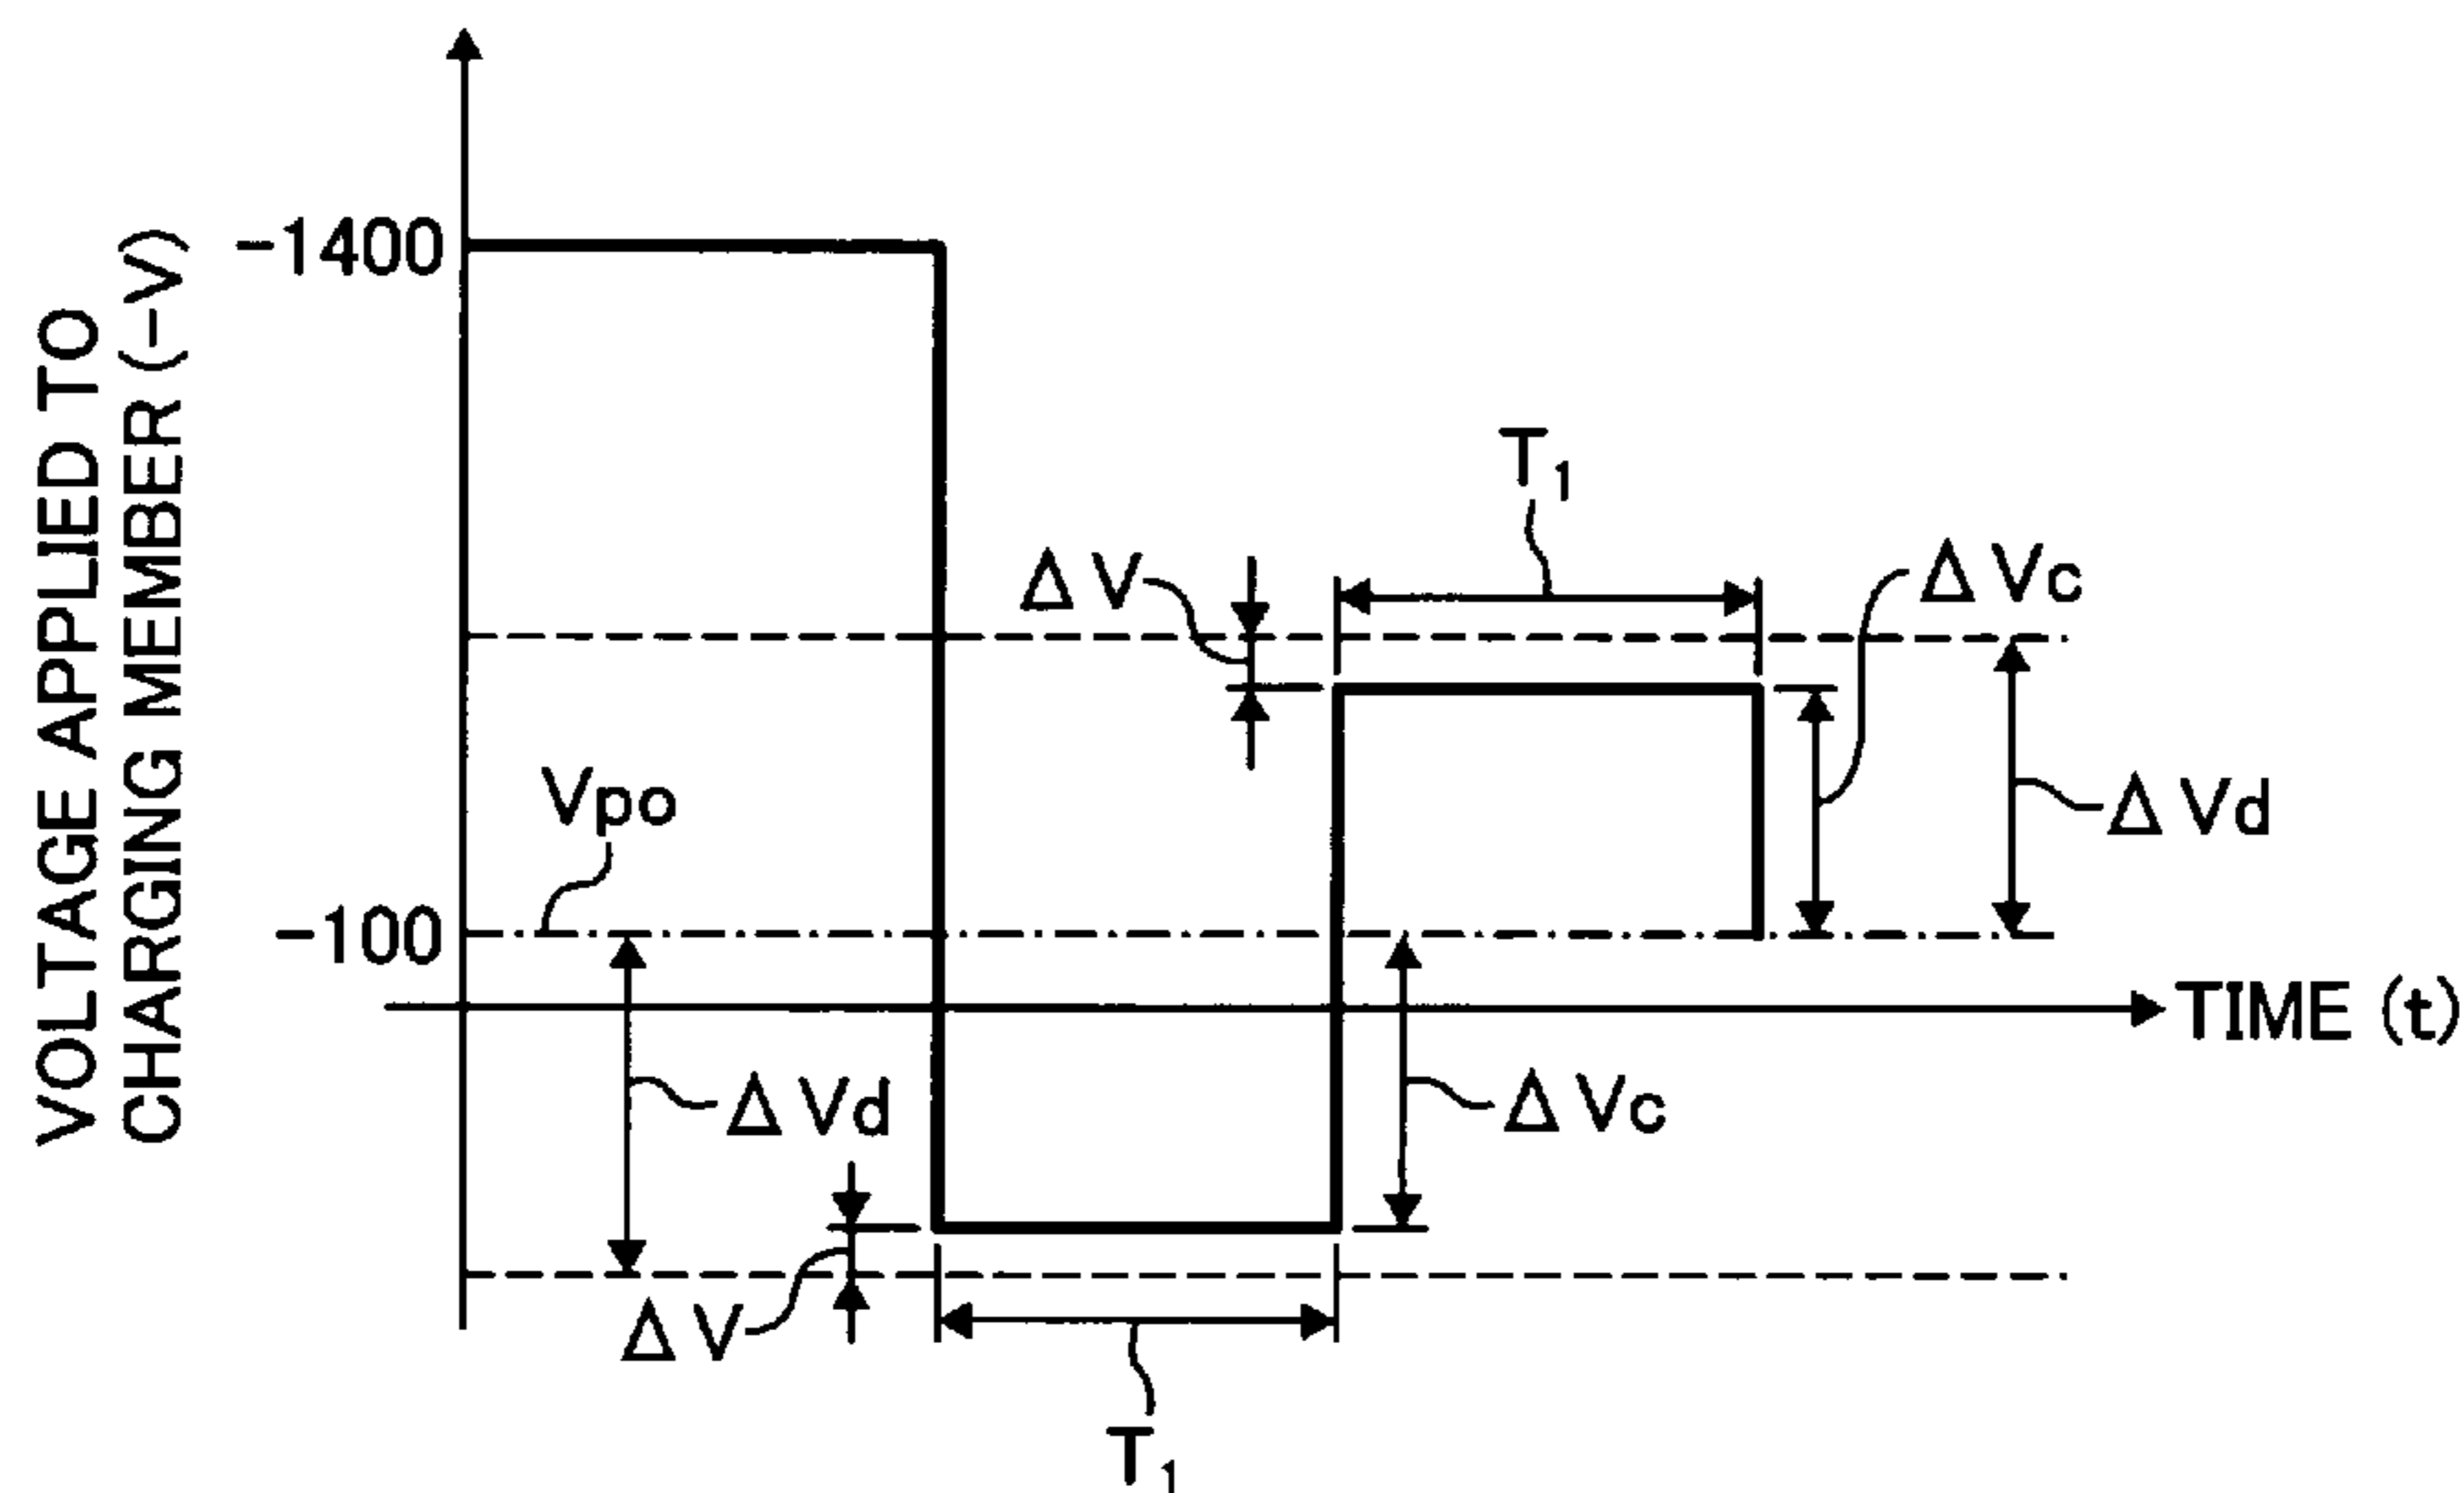 VOLTAGE APPLIED TO
CHARGING MEMBER (-V)
-1400
T1
ΔV
ΔVc
Vpo
ΔVd
-100
TIME (t)
ΔVd
ΔVc
ΔV
T1